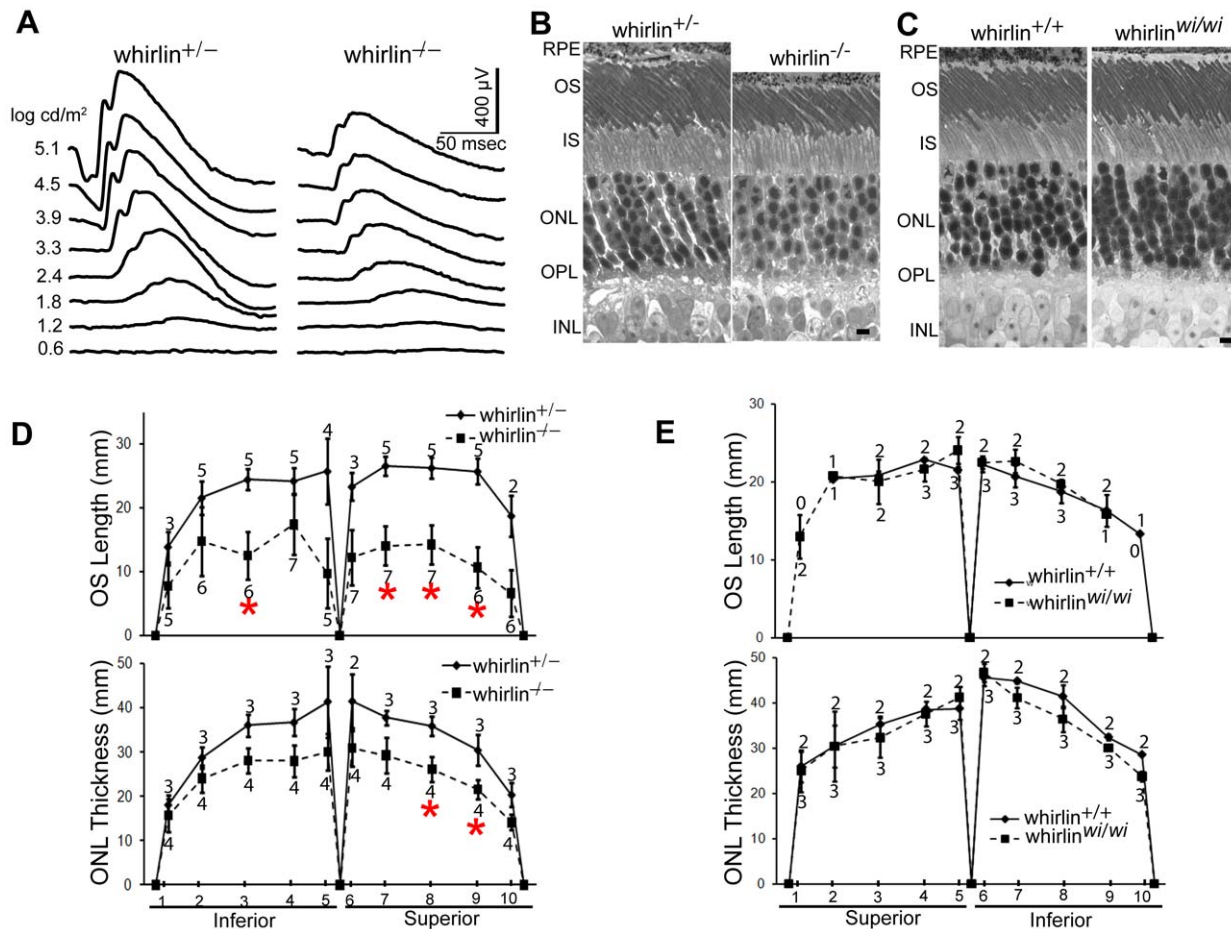 A
whirlin+/-
whirlin-/-
log cd/m²
5.1
4.5
3.9
3.3
2.4
1.8
1.2
0.6
400 µV
50 msec
B
whirlin+/-
whirlin-/-
RPE
OS
IS
ONL
OPL
INL
C
whirlin+/+
whirlinwi/wi
RPE
OS
IS
ONL
OPL
INL
D
OS Length (mm)
30
20
10
0
whirlin+/−
whirlin-/-
3 5 5 5 4 3 5 5 5 2
5 6 6 7 5 7 7 7 6 6
* * * *
ONL Thickness (mm)
50
40
30
20
10
0
whirlin+/−
whirlin-/-
3 3 3 3 3 2 3 3 3 3
4 4 4 4 4 4 4 4 4 4
* *
1 2 3 4 5 6 7 8 9 10
Inferior Superior
E
OS Length (mm)
30
20
10
0
0 1 2 2 2 2 2 2 2 1
2 1 2 3 3 3 3 3 1 0
whirlin+/+
whirlinwi/wi
ONL Thickness (mm)
50
40
30
20
10
0
2 2 2 2 2 2 2 2 2 2
3 3 3 3 3 3 3 3 3 3
whirlin+/+
whirlinwi/wi
1 2 3 4 5 6 7 8 9 10
Superior Inferior